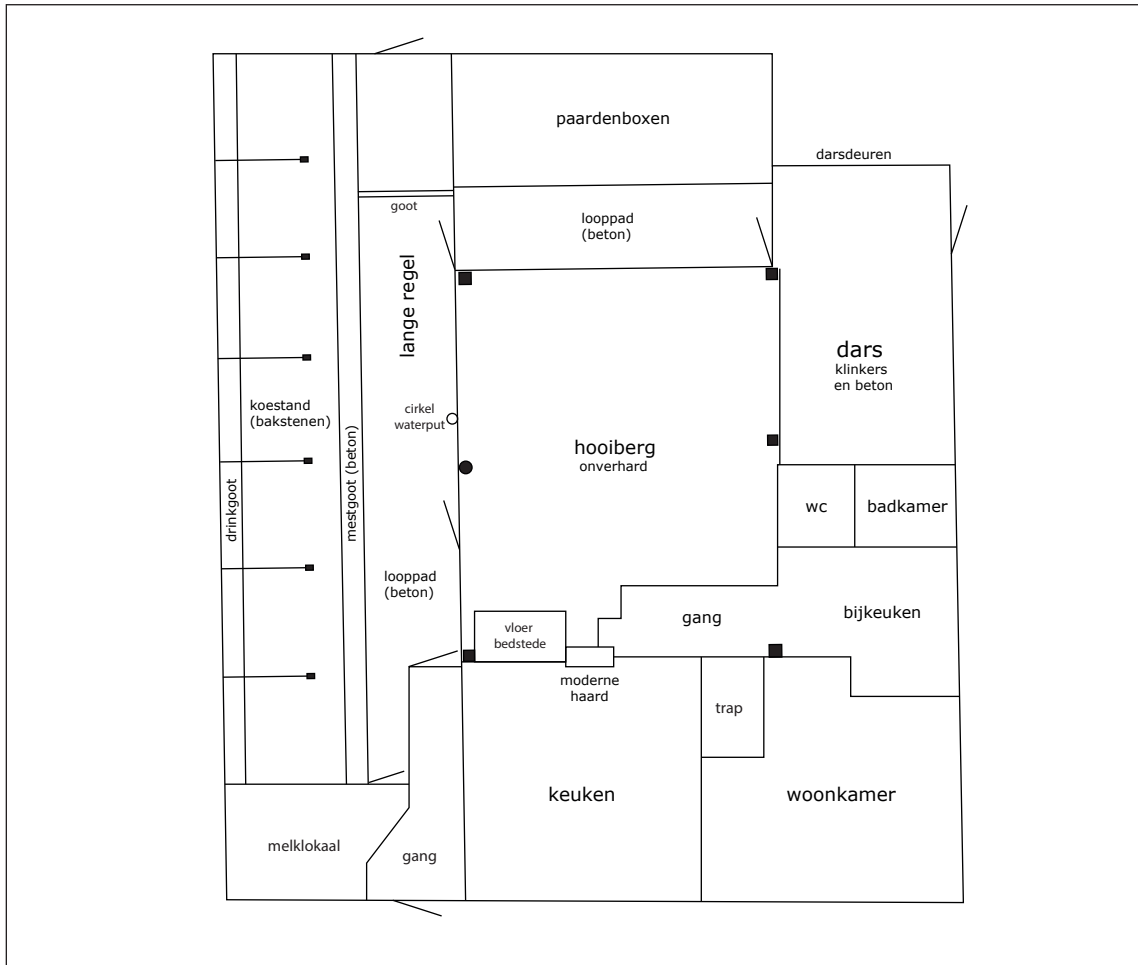 paardenboxen
darsdeuren
goot
looppad
(beton)
lange regel
dars
klinkers
en beton
koestand
(bakstenen)
cirkel
waterput
hooiberg
onverhard
drinkgoot
mestgoot (beton)
wc
badkamer
looppad
(beton)
vloer
bedstede
gang
bijkeuken
moderne
haard
trap
keuken
woonkamer
melklokaal
gang